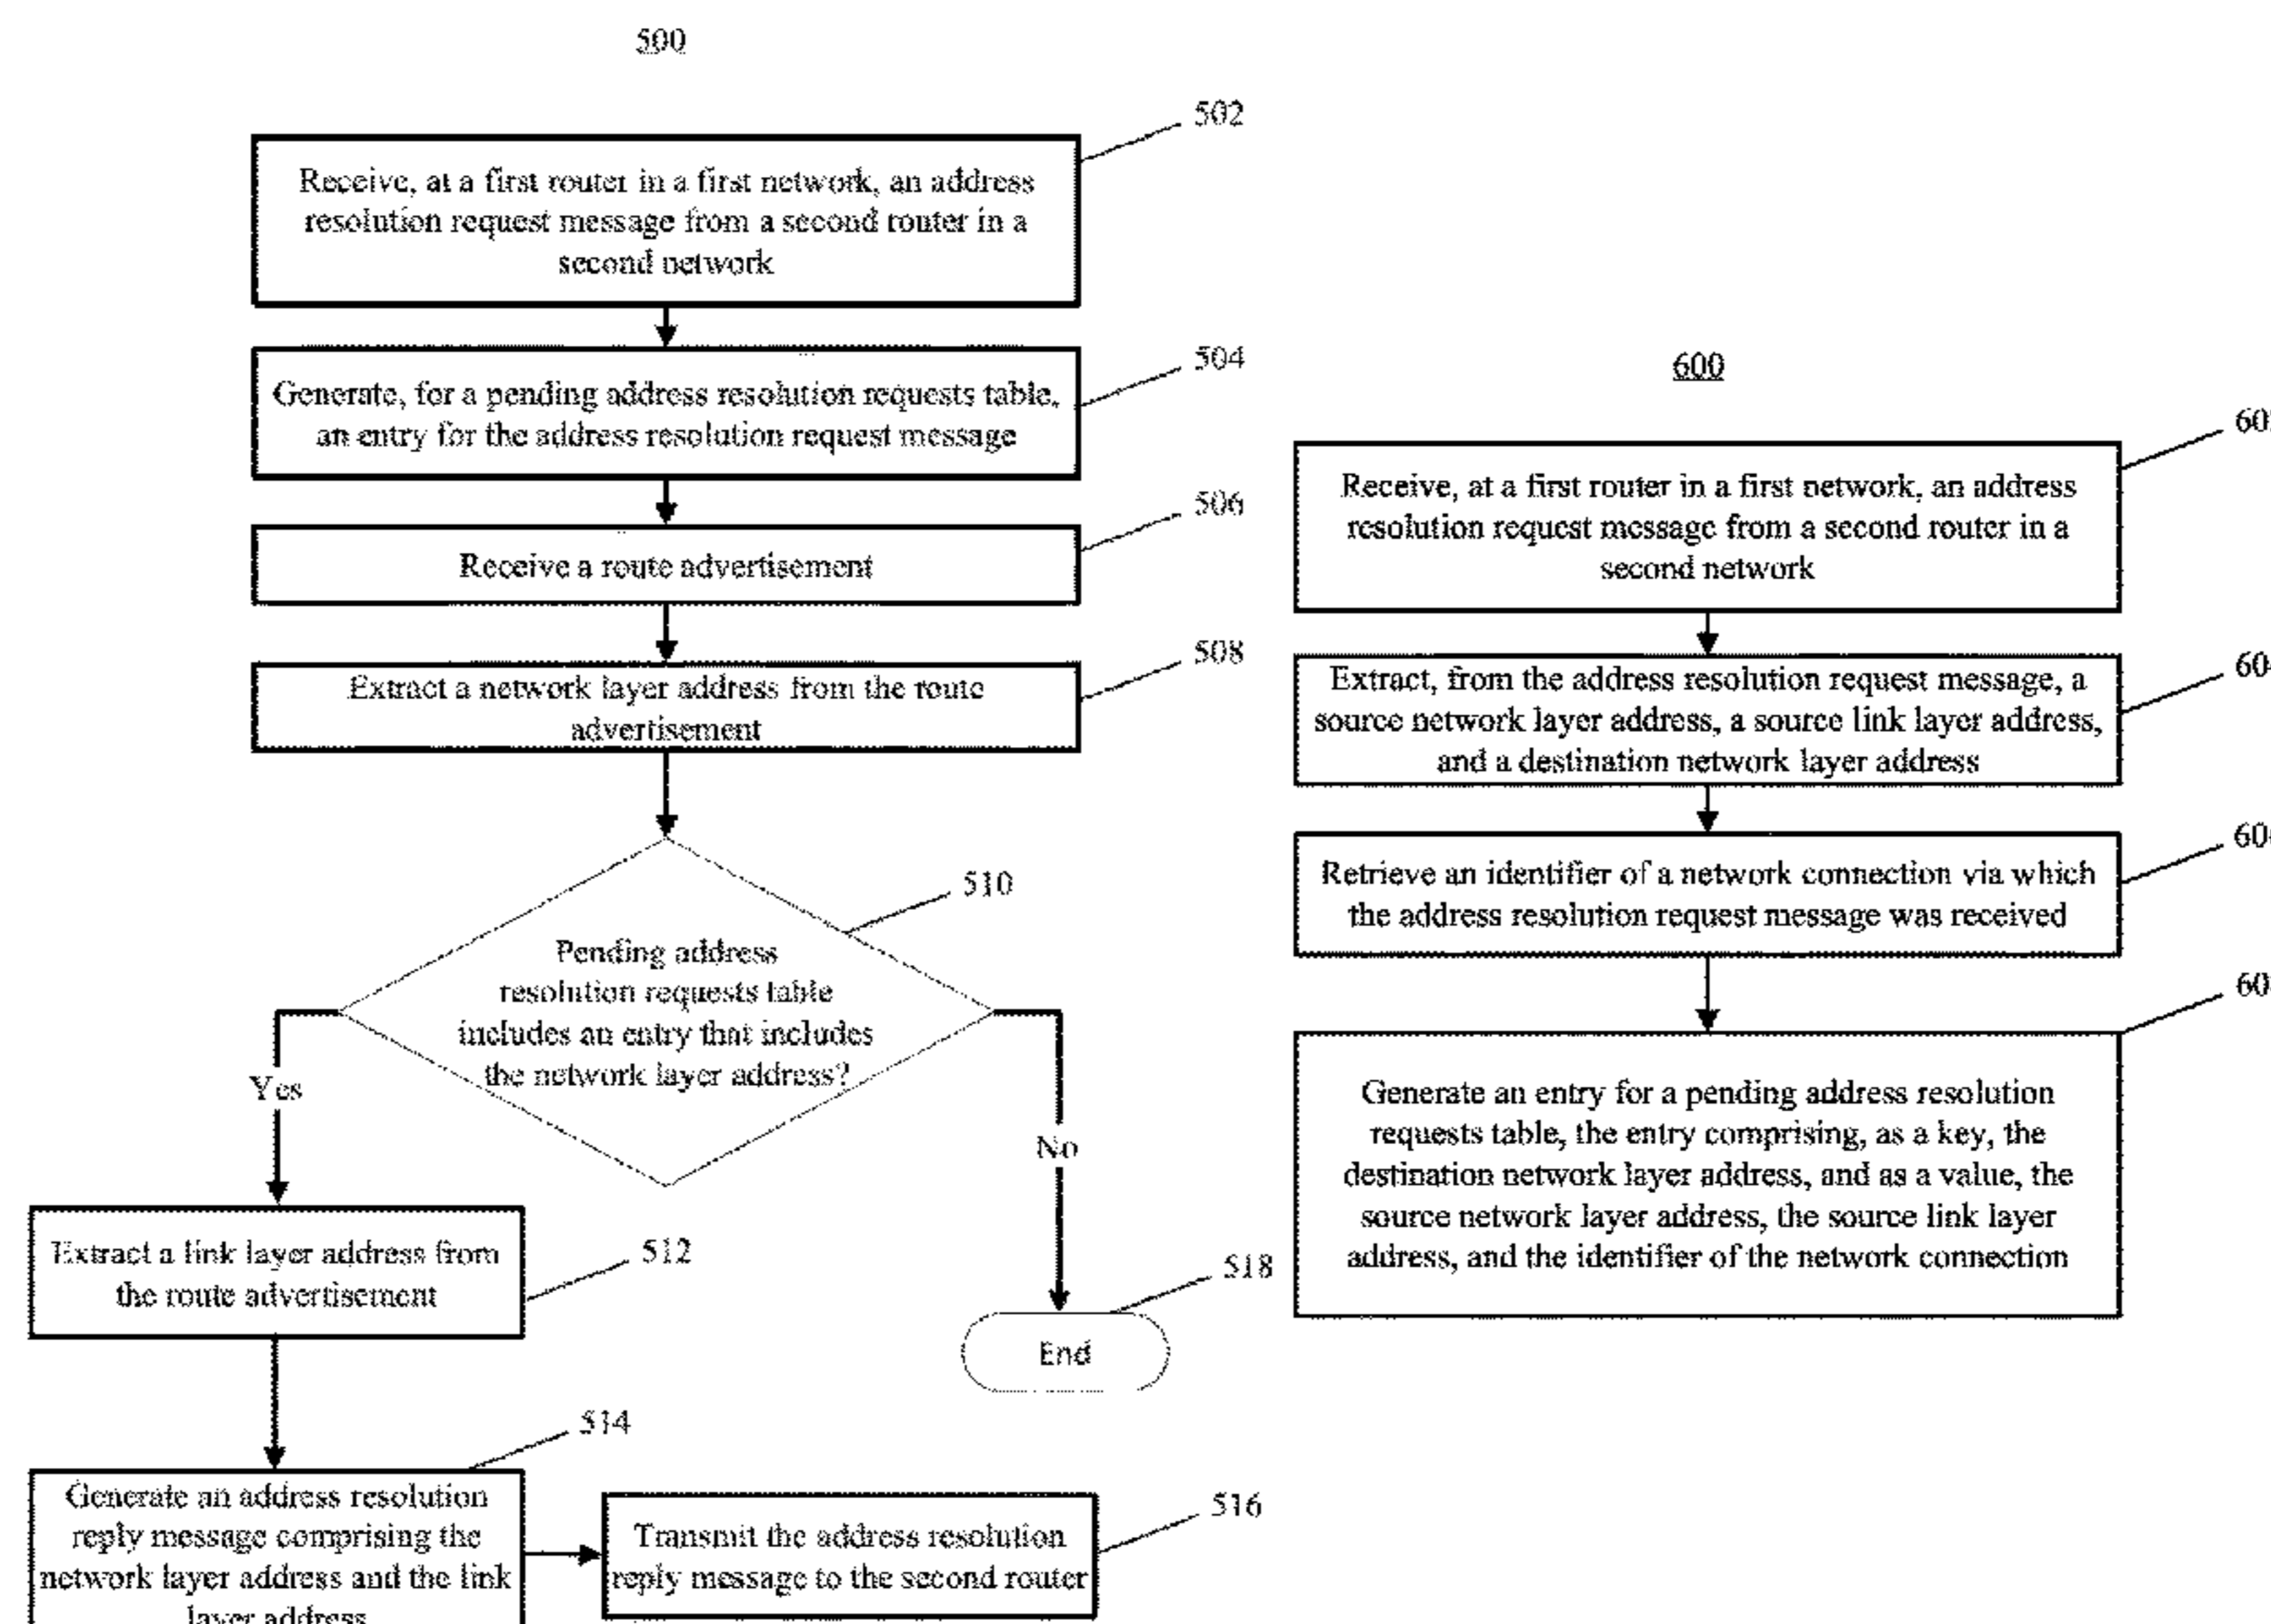 500
502
Receive, at a first router in a first network, an address
resolution request message from a second router in a
second network
504
Generate, for a pending address resolution requests table,
an entry for the address resolution request message
506
Receive a route advertisement
508
Extract a network layer address from the route
advertisement
510
Pending address
resolution requests table
includes an entry that includes
the network layer address?
Yes
No
512
Extract a link layer address from
the route advertisement
518
End
514
Generate an address resolution
reply message comprising the
network layer address and the link
layer address
516
Transmit the address resolution
reply message to the second router
600
Receive, at a first router in a first network, an address
resolution request message from a second router in a
second network
Extract, from the address resolution request message, a
source network layer address, a source link layer address,
and a destination network layer address
Retrieve an identifier of a network connection via which
the address resolution request message was received
Generate an entry for a pending address resolution
requests table, the entry comprising, as a key, the
destination network layer address, and as a value, the
source network layer address, the source link layer
address, and the identifier of the network connection